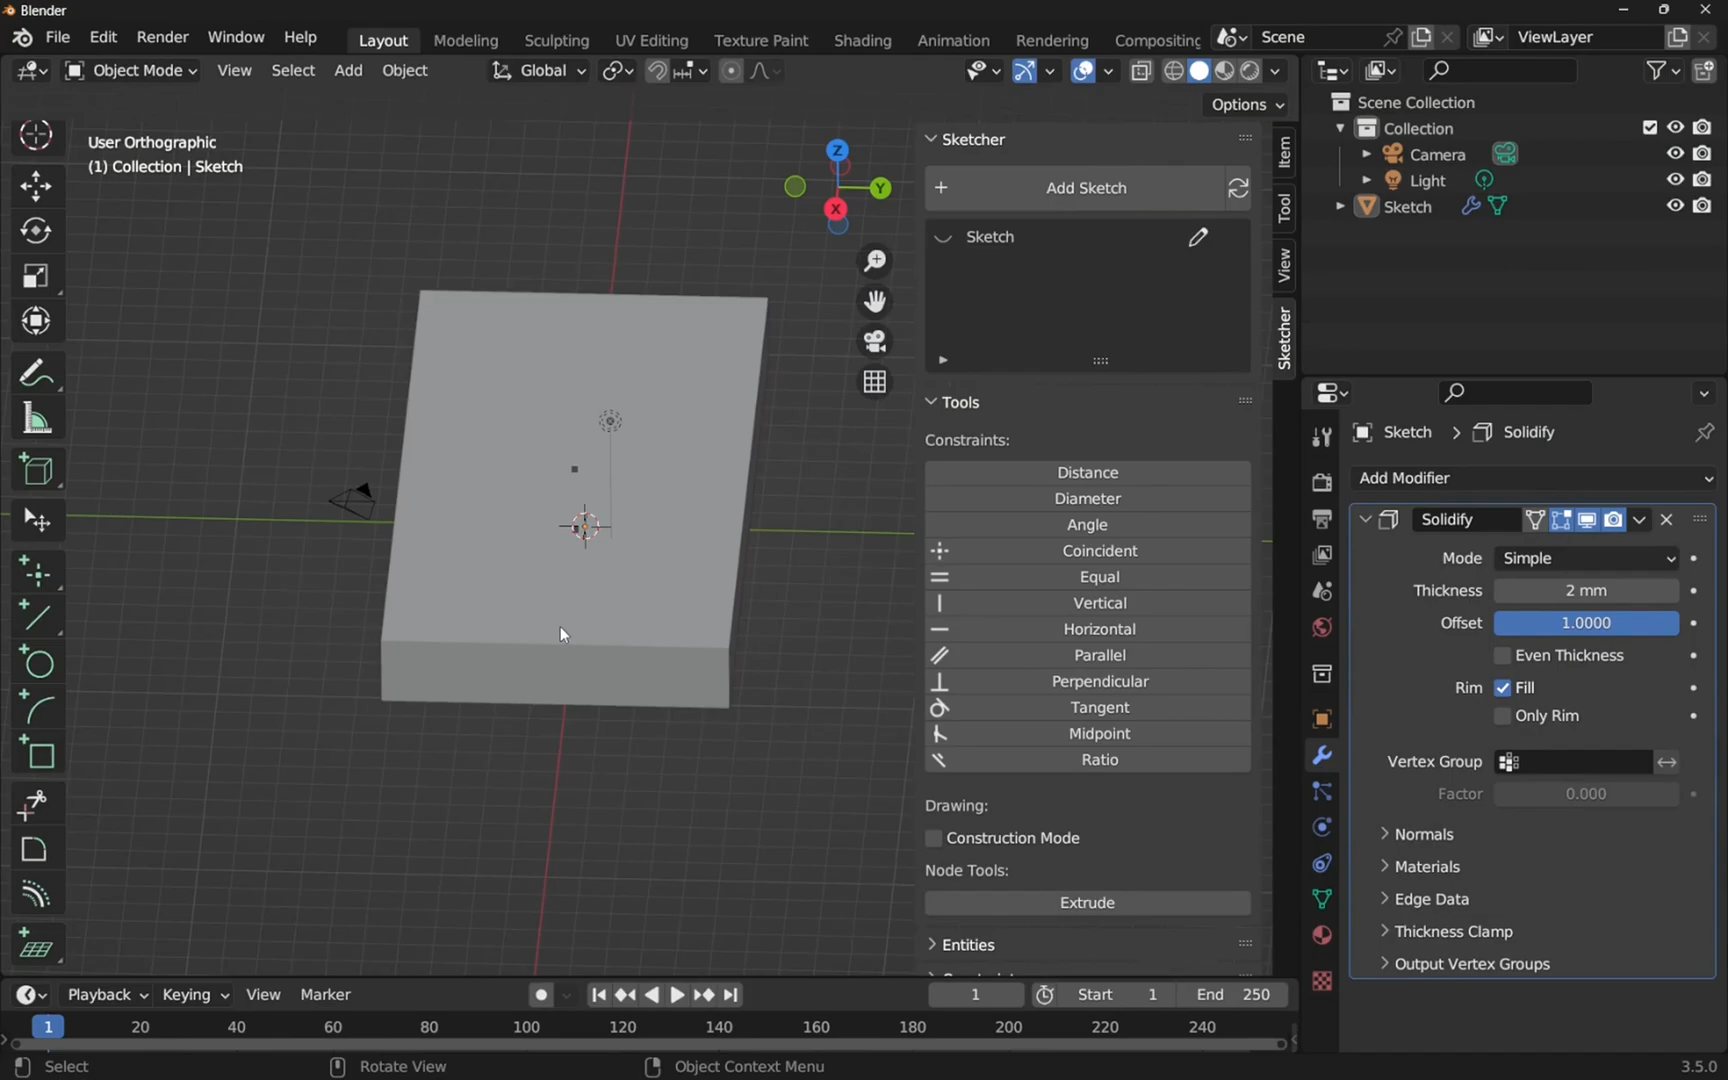 Blender
File Edit Render Window Help Layout Modeling Sculpting UV Editing Texture Paint Shading Animation Rendering Compositing Scene ViewLayer
Object Mode View Select Add Object Global
Options
User Orthographic
(1) Collection | Sketch
Z
Y
X
Sketcher
Add Sketch
Sketch
Tools
Constraints:
Distance
Diameter
Angle
Coincident
Equal
Vertical
Horizontal
Parallel
Perpendicular
Tangent
Midpoint
Ratio
Drawing:
Construction Mode
Node Tools:
Extrude
Entities
Item
Tool
View
Sketcher
Scene Collection
Collection
Camera
Light
Sketch
Sketch > Solidify
Add Modifier
Solidify
Mode Simple
Thickness 2 mm
Offset 1.0000
Even Thickness
Rim Fill
Only Rim
Vertex Group
Factor 0.000
Normals
Materials
Edge Data
Thickness Clamp
Output Vertex Groups
Playback Keying View Marker 1 Start 1 End 250
1 20 40 60 80 100 120 140 160 180 200 220 240
Select Rotate View Object Context Menu 3.5.0